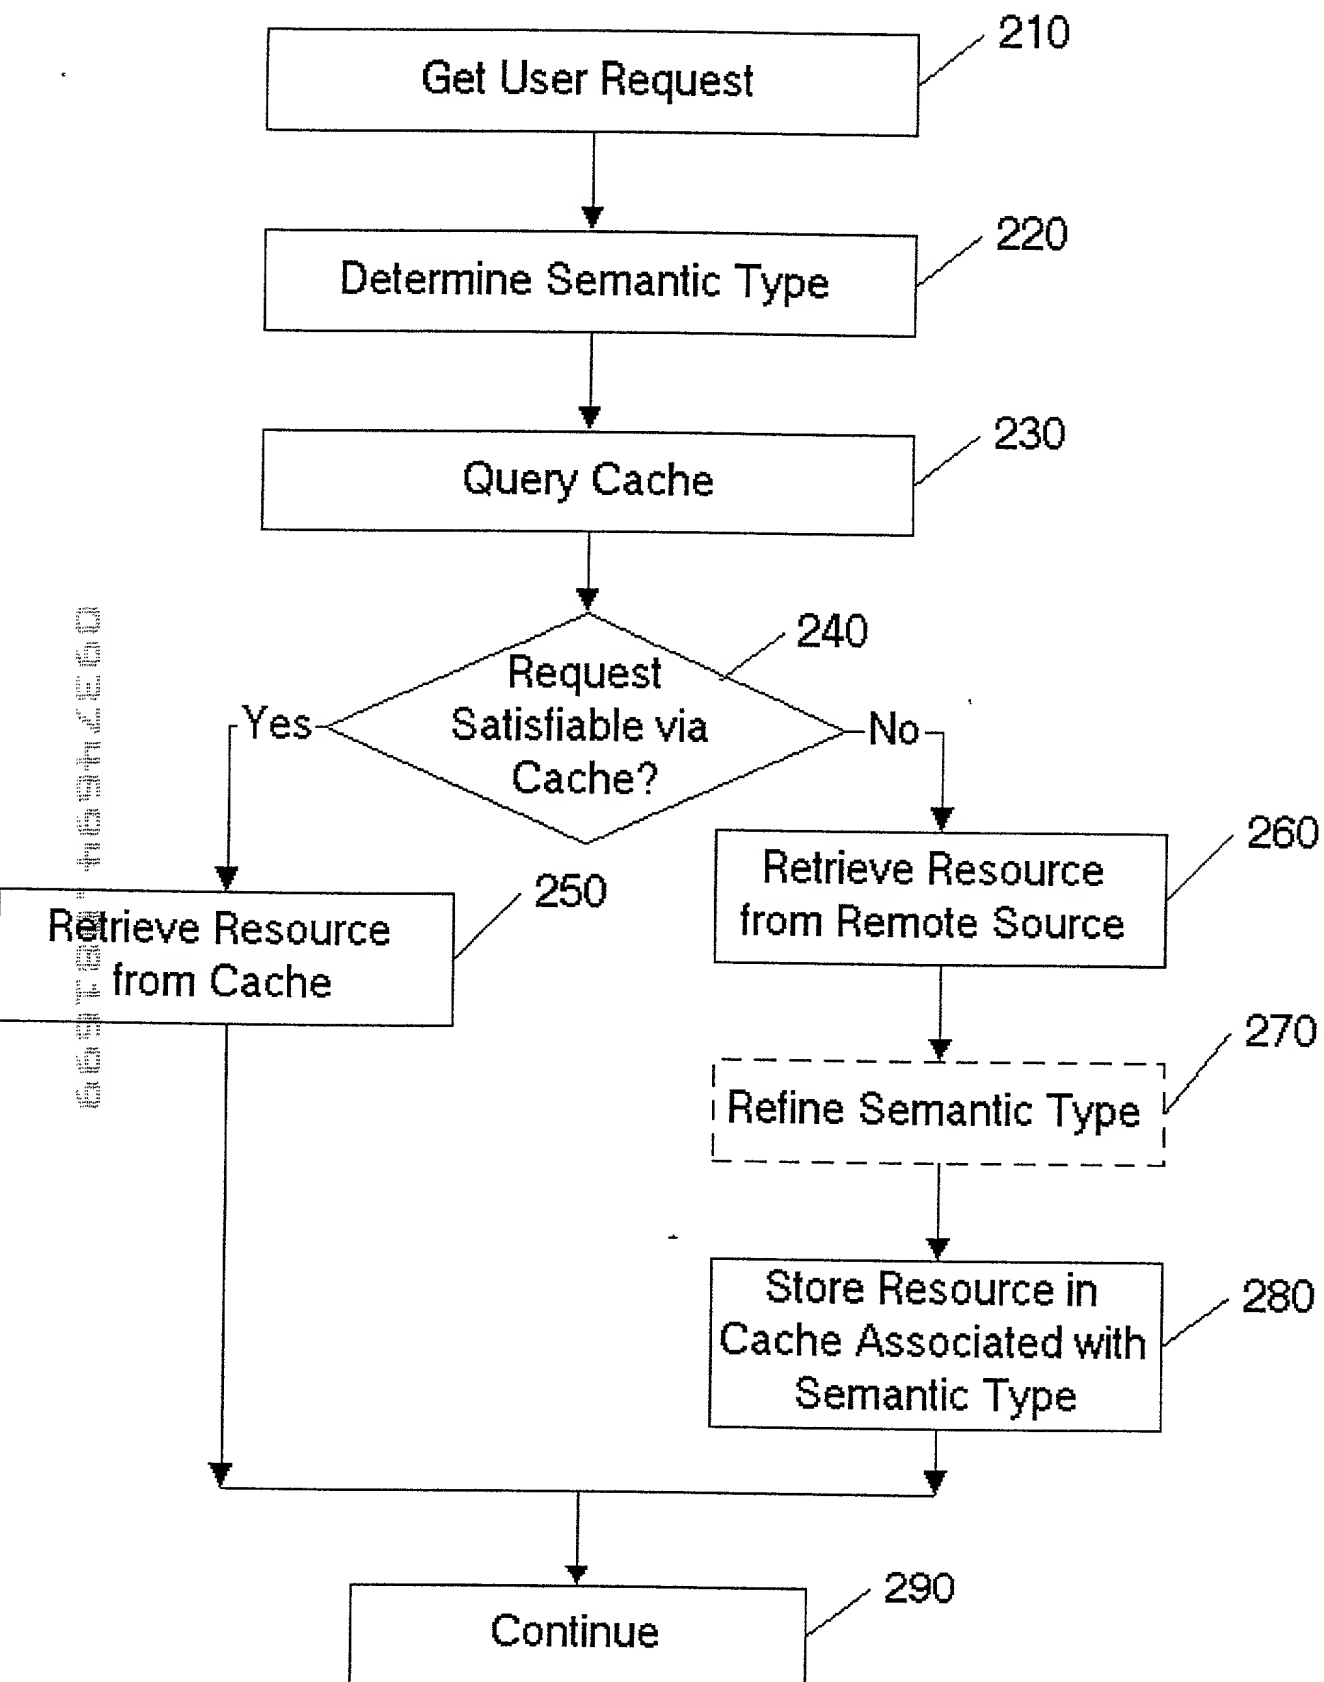 210
Get User Request
220
Determine Semantic Type
230
Query Cache
240
Request
Satisfiable via
Cache?
Yes
No
260
Retrieve Resource
from Remote Source
250
Retrieve Resource
from Cache
270
Refine Semantic Type
280
Store Resource in
Cache Associated with
Semantic Type
290
Continue